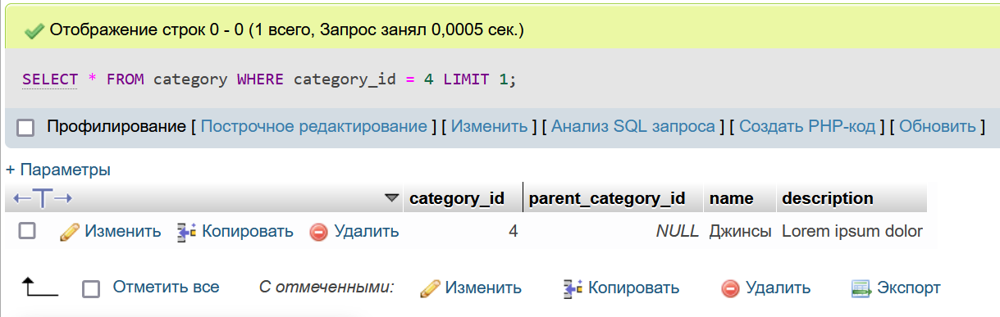 Отображение строк 0 - 0 (1 всего, Запрос занял 0,0005 сек.)
SELECT * FROM category WHERE category_id = 4 LIMIT 1;
Профилирование [ Построчное редактирование ] [ Изменить ] [ Анализ SQL запроса ] [ Создать PHP-код ] [ Обновить ]
+ Параметры
←T→ category_id parent_category_id name description
Изменить Копировать Удалить 4 NULL Джинсы Lorem ipsum dolor
Отметить все С отмеченными: Изменить Копировать Удалить Экспорт